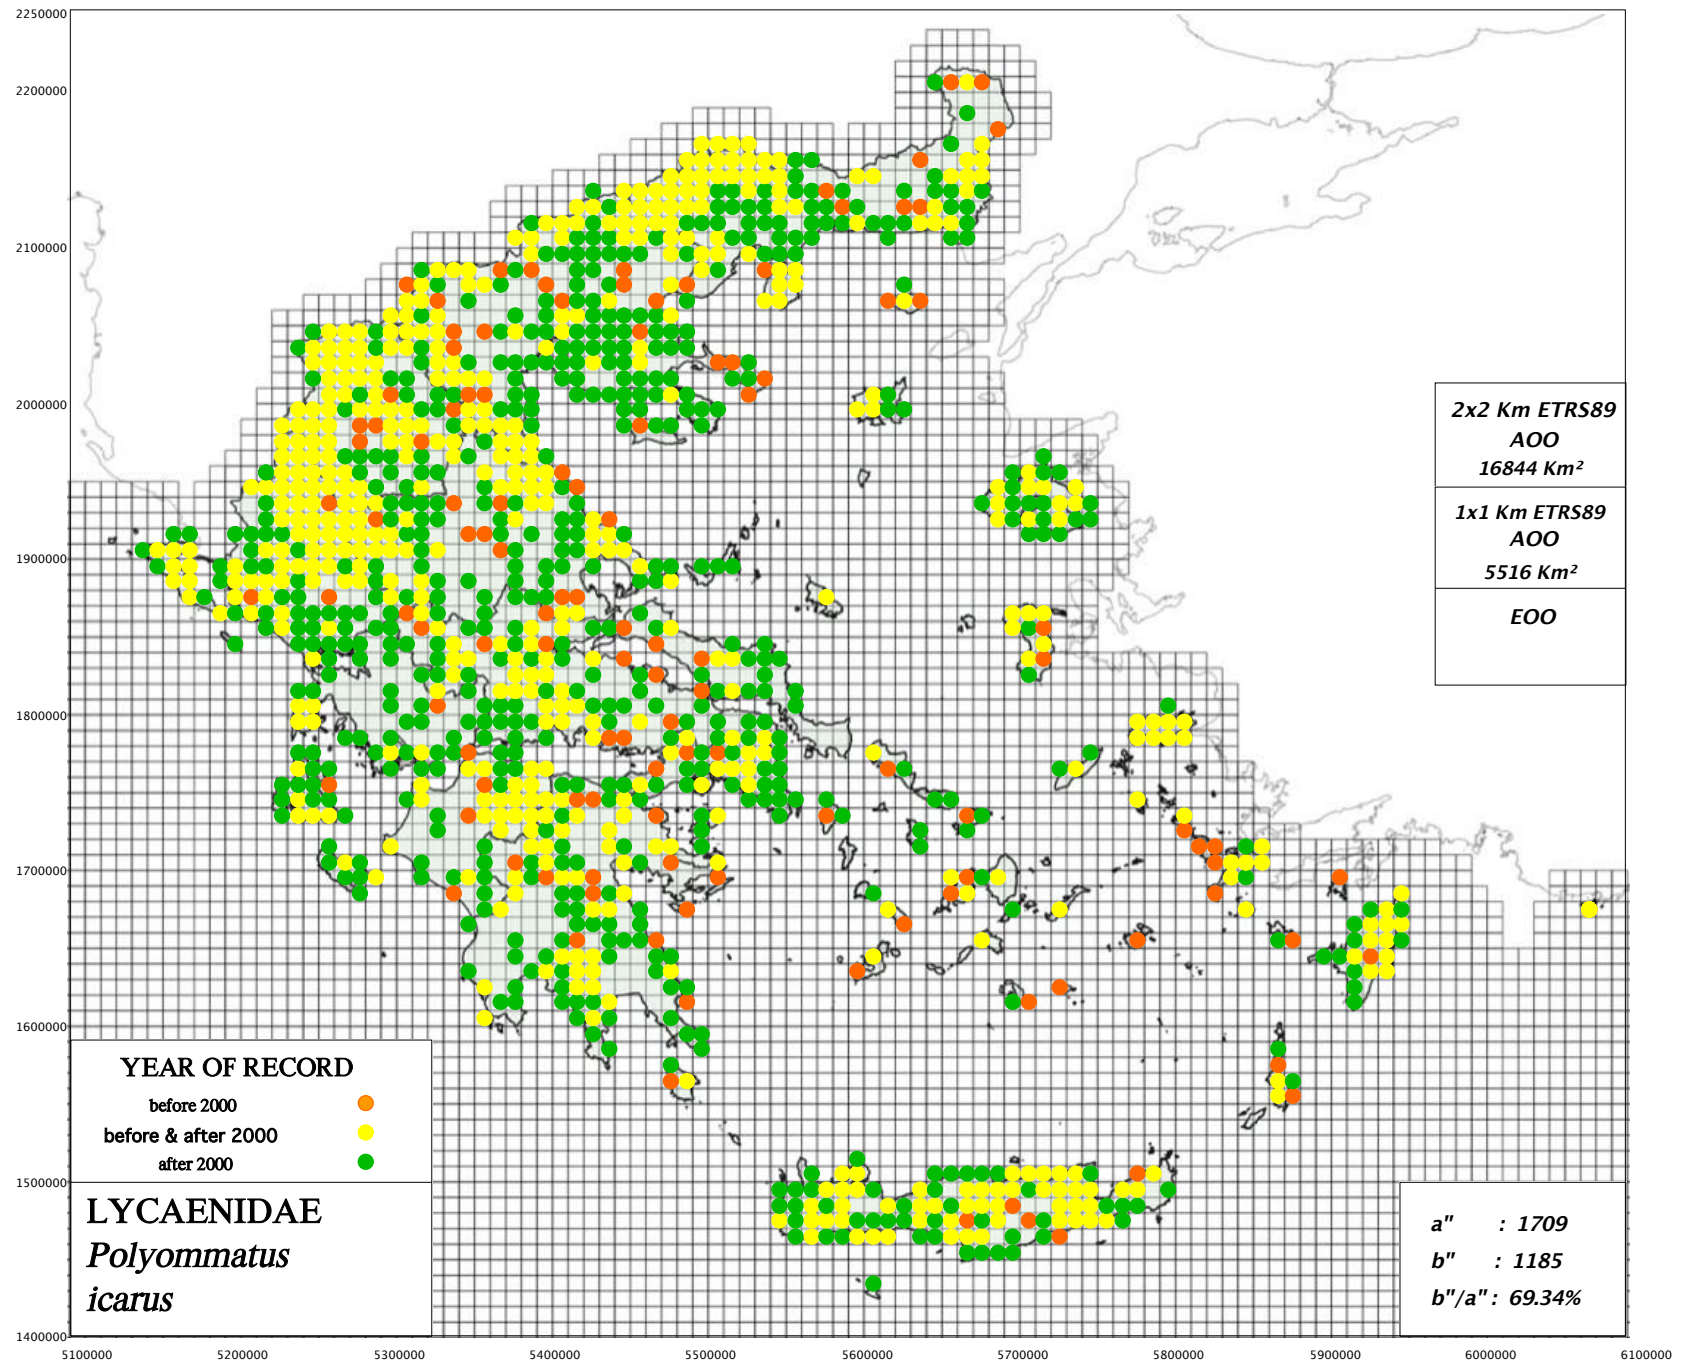 2250000
2200000
2100000
2000000
1900000
1800000
1700000
1600000
1500000
1400000
5100000 5200000 5300000 5400000 5500000 5600000 5700000 5800000 5900000 6000000 6100000
2x2 Km ETRS89
AOO
16844 Km²
1x1 Km ETRS89
AOO
5516 Km²
EOO
YEAR OF RECORD
before 2000
before & after 2000
after 2000
LYCAENIDAE
Polyommatus
icarus
a" : 1709
b" : 1185
b"/a" : 69.34%